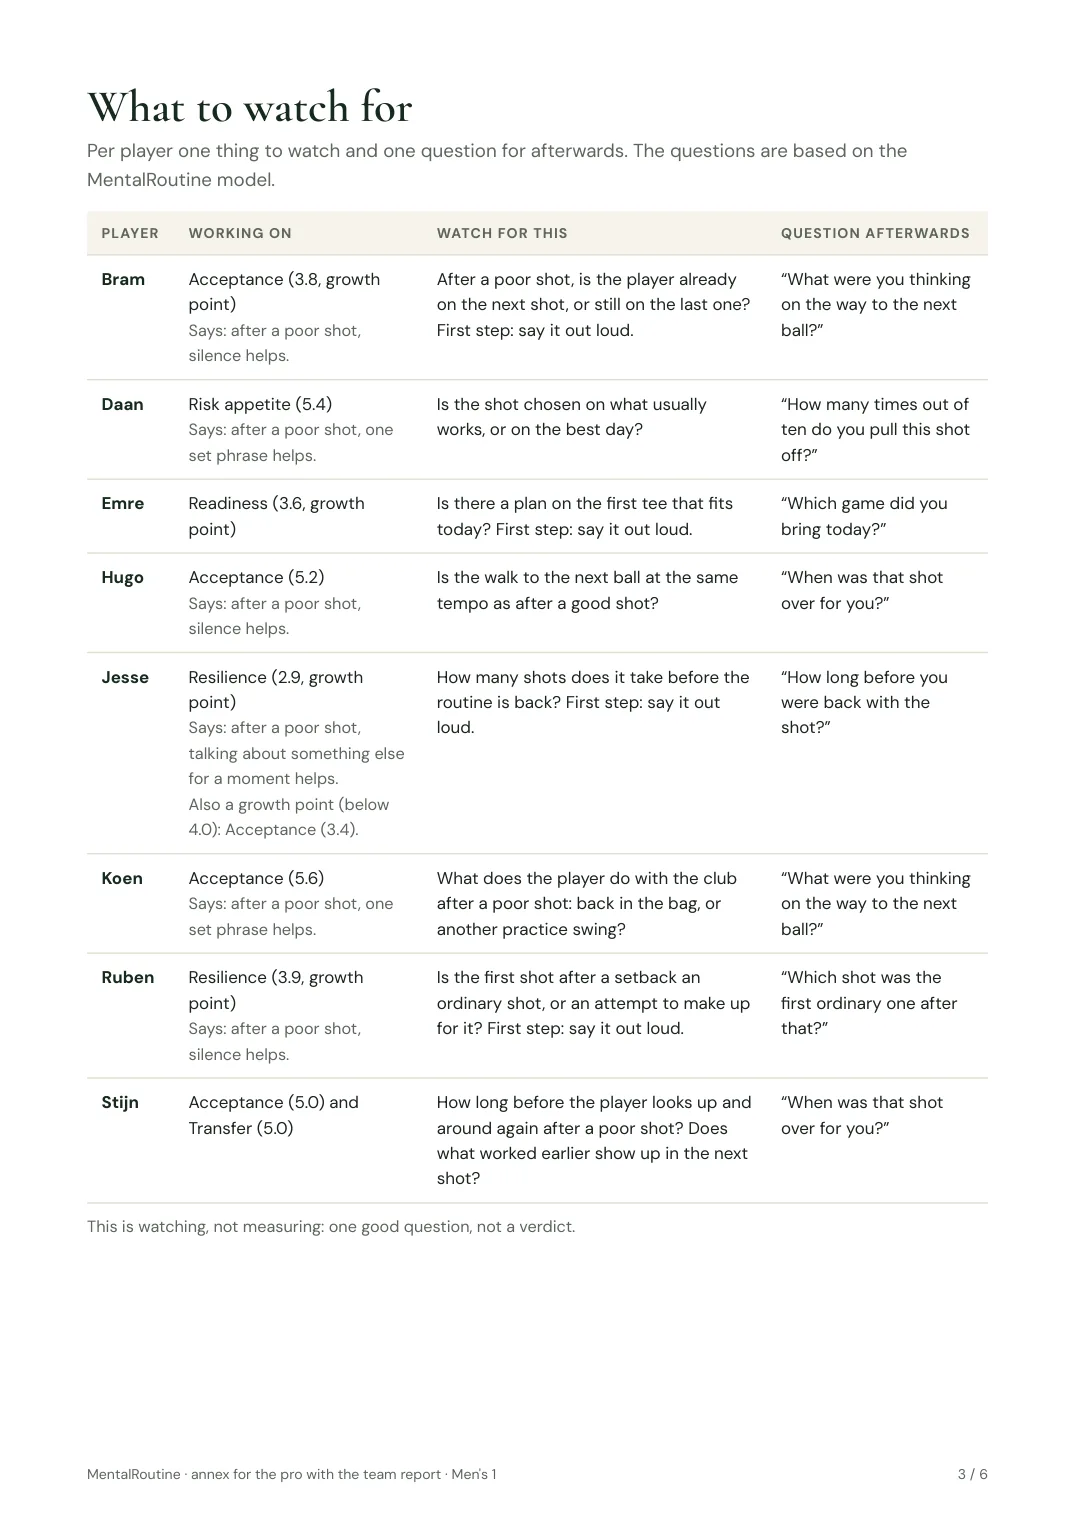 What to watch for
Per player one thing to watch and one question for afterwards. The questions are based on the
MentalRoutine model.
PLAYER WORKING ON WATCH FOR THIS QUESTION AFTERWARDS
Bram Acceptance (3.8, growth After a poor shot, is the player already “What were you thinking
point) on the next shot, or still on the last one? on the way to the next
Says: after a poor shot, First step: say it out loud. ball?”
silence helps.
Daan Risk appetite (5.4) Is the shot chosen on what usually “How many times out of
Says: after a poor shot, one works, or on the best day? ten do you pull this shot
set phrase helps. off?”
Emre Readiness (3.6, growth Is there a plan on the first tee that fits “Which game did you
point) today? First step: say it out loud. bring today?”
Hugo Acceptance (5.2) Is the walk to the next ball at the same “When was that shot
Says: after a poor shot, tempo as after a good shot? over for you?”
silence helps.
Jesse Resilience (2.9, growth How many shots does it take before the “How long before you
point) routine is back? First step: say it out were back with the
Says: after a poor shot, loud. shot?”
talking about something else
for a moment helps.
Also a growth point (below
4.0): Acceptance (3.4).
Koen Acceptance (5.6) What does the player do with the club “What were you thinking
Says: after a poor shot, one after a poor shot: back in the bag, or on the way to the next
set phrase helps. another practice swing? ball?”
Ruben Resilience (3.9, growth Is the first shot after a setback an “Which shot was the
point) ordinary shot, or an attempt to make up first ordinary one after
Says: after a poor shot, for it? First step: say it out loud. that?”
silence helps.
Stijn Acceptance (5.0) and How long before the player looks up and “When was that shot
Transfer (5.0) around again after a poor shot? Does over for you?”
what worked earlier show up in the next
shot?
This is watching, not measuring: one good question, not a verdict.
MentalRoutine · annex for the pro with the team report · Men's 1 3 / 6